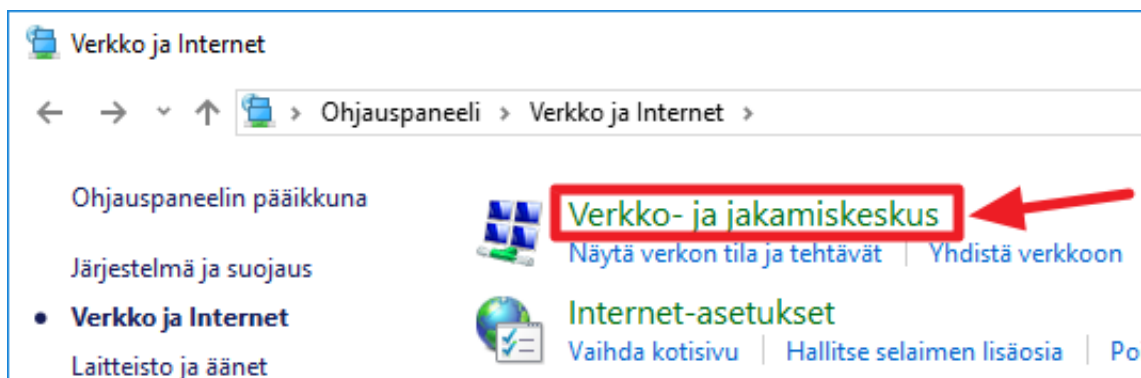 Verkko ja Internet
Ohjauspaneeli > Verkko ja Internet >
Ohjauspaneelin pääikkuna
Järjestelmä ja suojaus
Verkko ja Internet
Laitteisto ja äänet
Verkko- ja jakamiskeskus
Näytä verkon tila ja tehtävät | Yhdistä verkkoon
Internet-asetukset
Vaihda kotisivu | Hallitse selaimen lisäosia